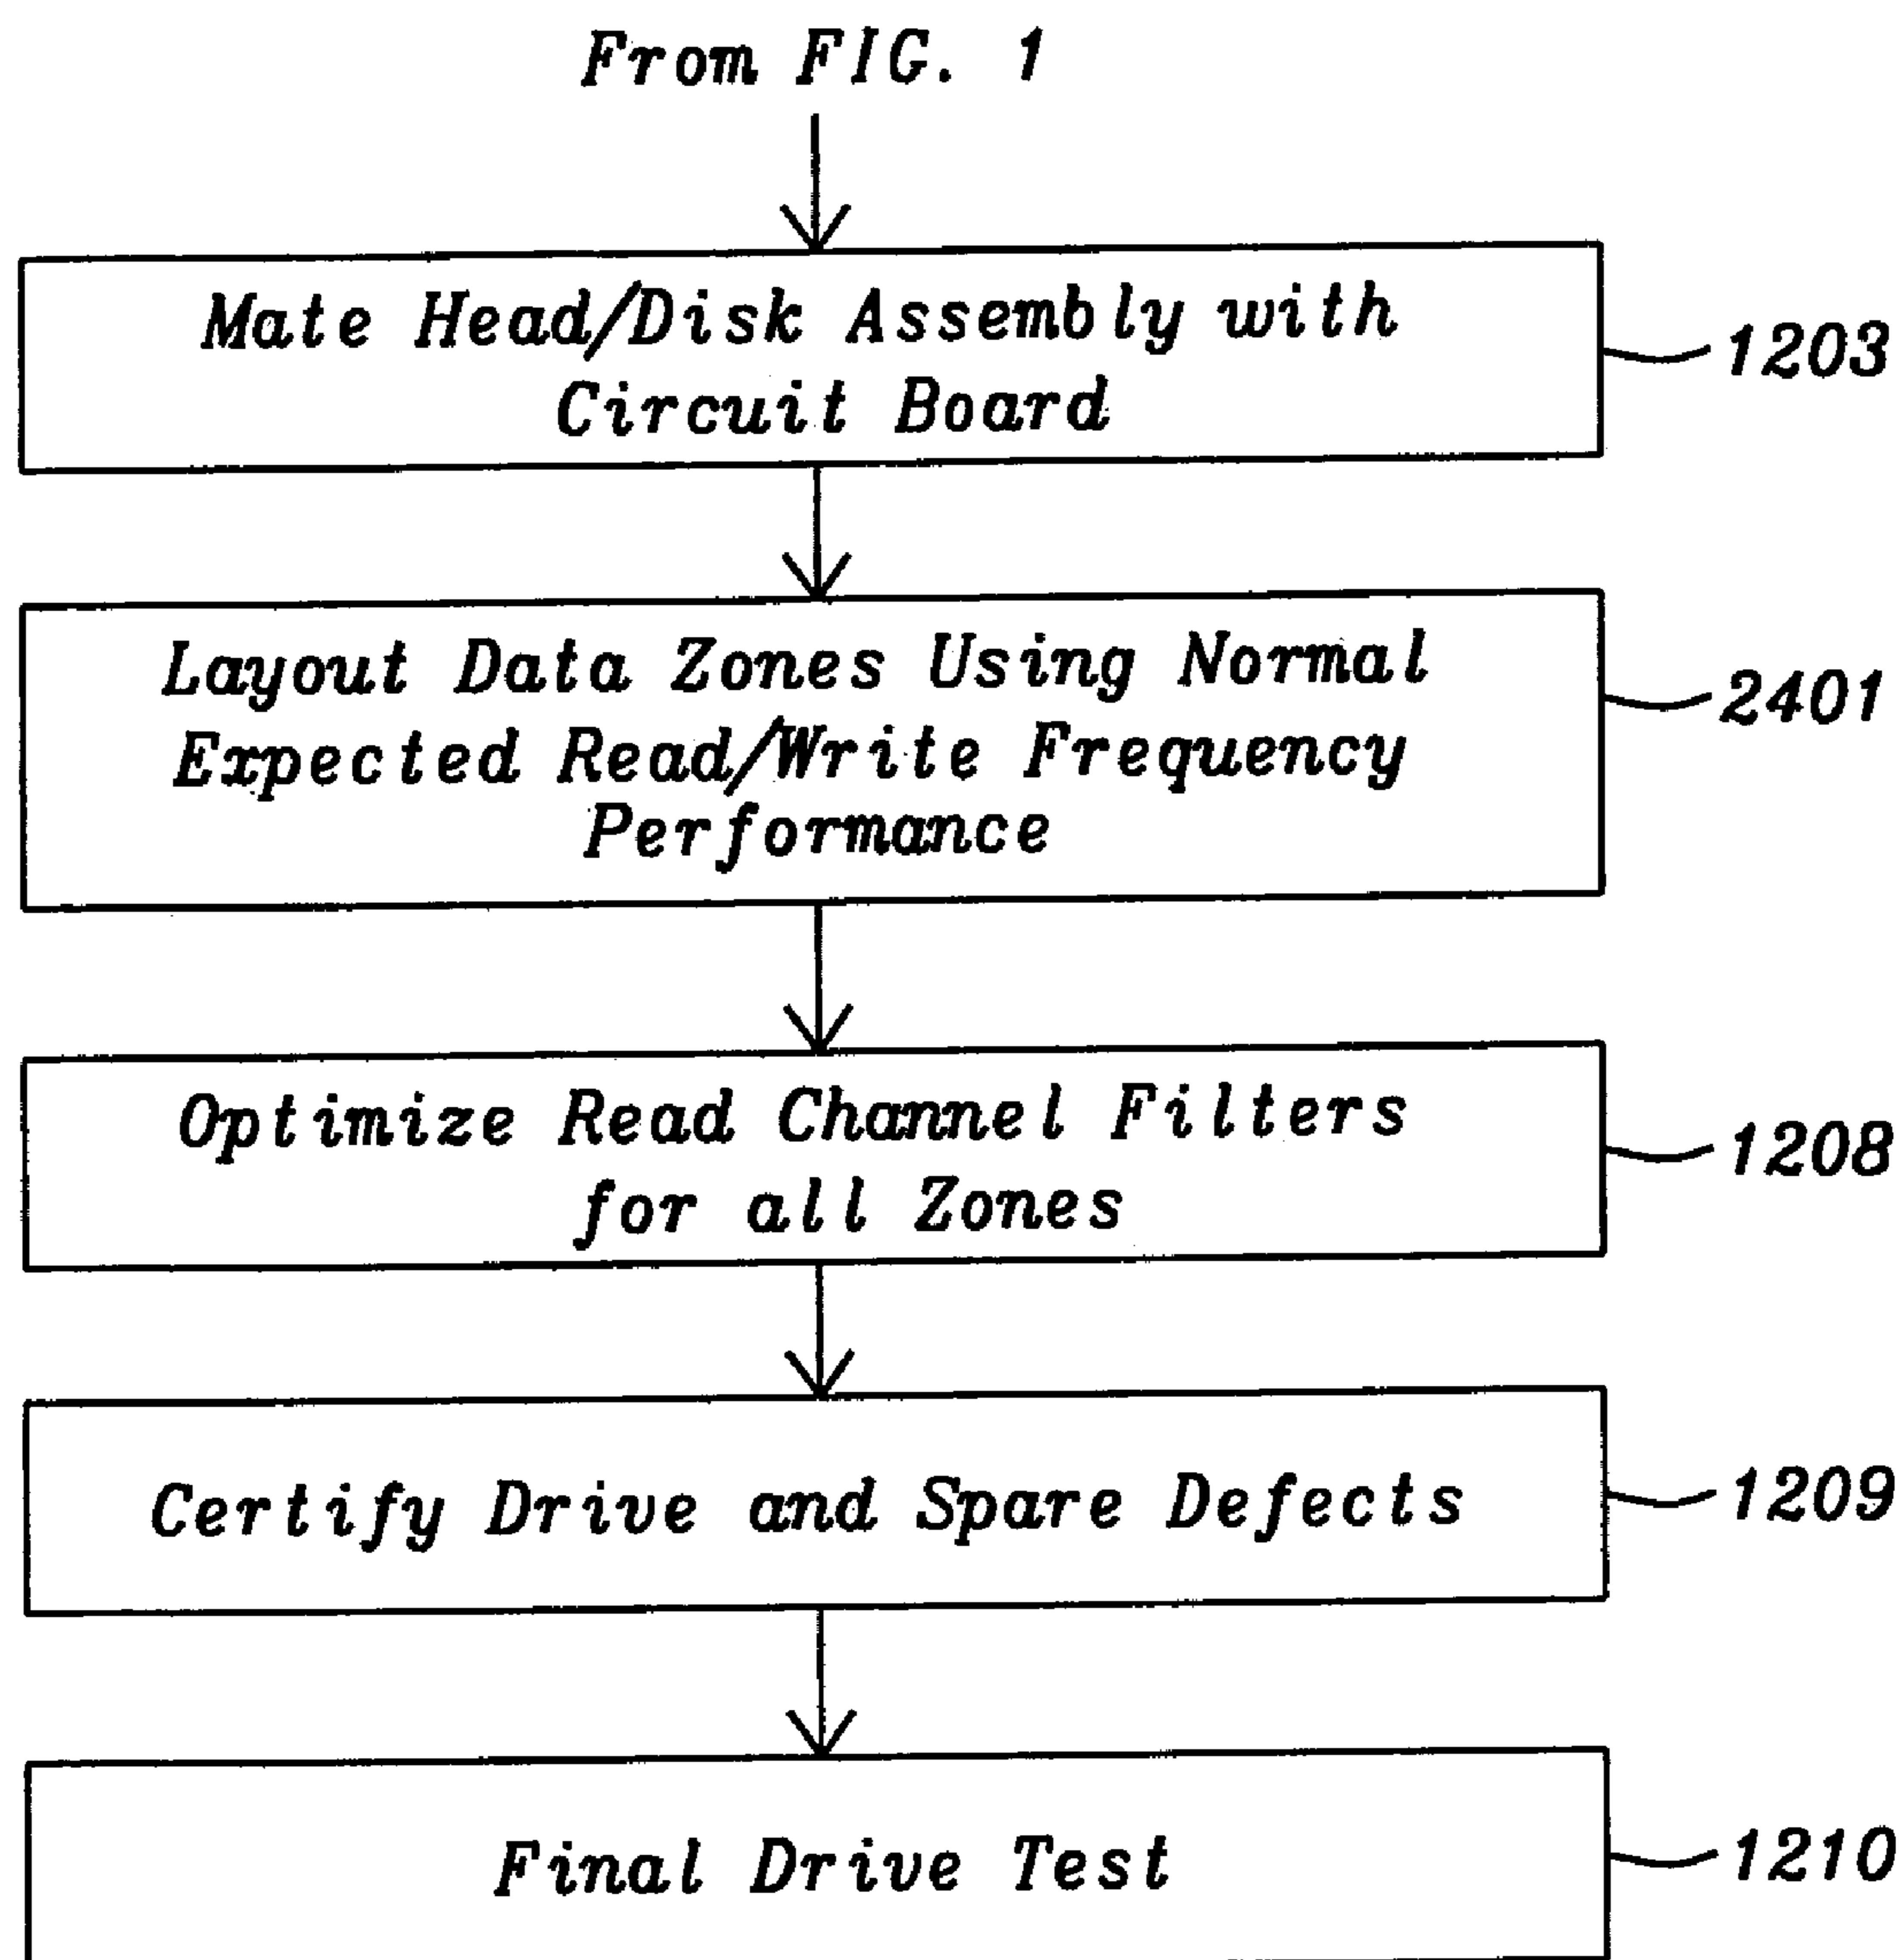 From FIG. 1
Mate Head/Disk Assembly with
Circuit Board
1203
Layout Data Zones Using Normal
Expected Read/Write Frequency
Performance
2401
Optimize Read Channel Filters
for all Zones
1208
Certify Drive and Spare Defects
1209
Final Drive Test
1210